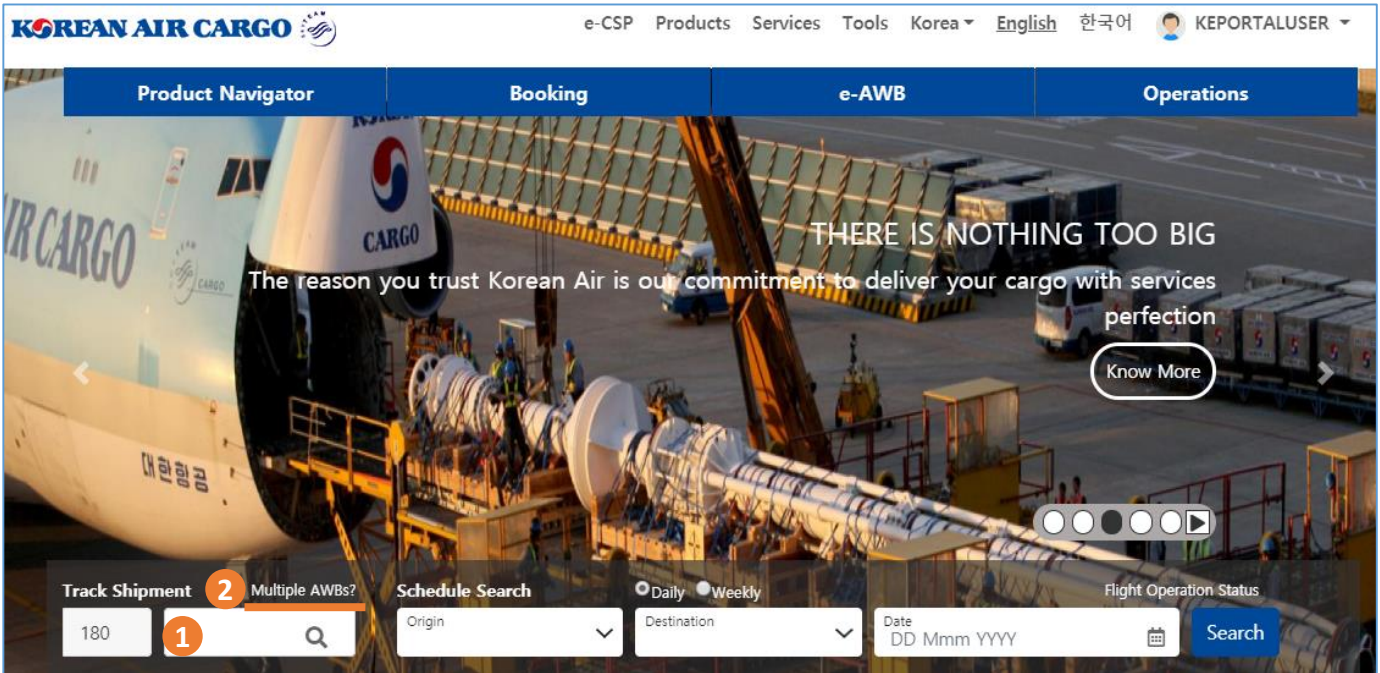 KOREAN AIR CARGO
e-CSP Products Services Tools Korea English 한국어 KEPORTALUSER
Product Navigator Booking e-AWB Operations
CARGO
IR CARGO
CARGO
THERE IS NOTHING TOO BIG
The reason you trust Korean Air is our commitment to deliver your cargo with services
perfection
Know More
대한항공
Track Shipment 2 Multiple AWBs? Schedule Search Daily Weekly Flight Operation Status
180 1 Origin Destination Date DD Mmm YYYY Search